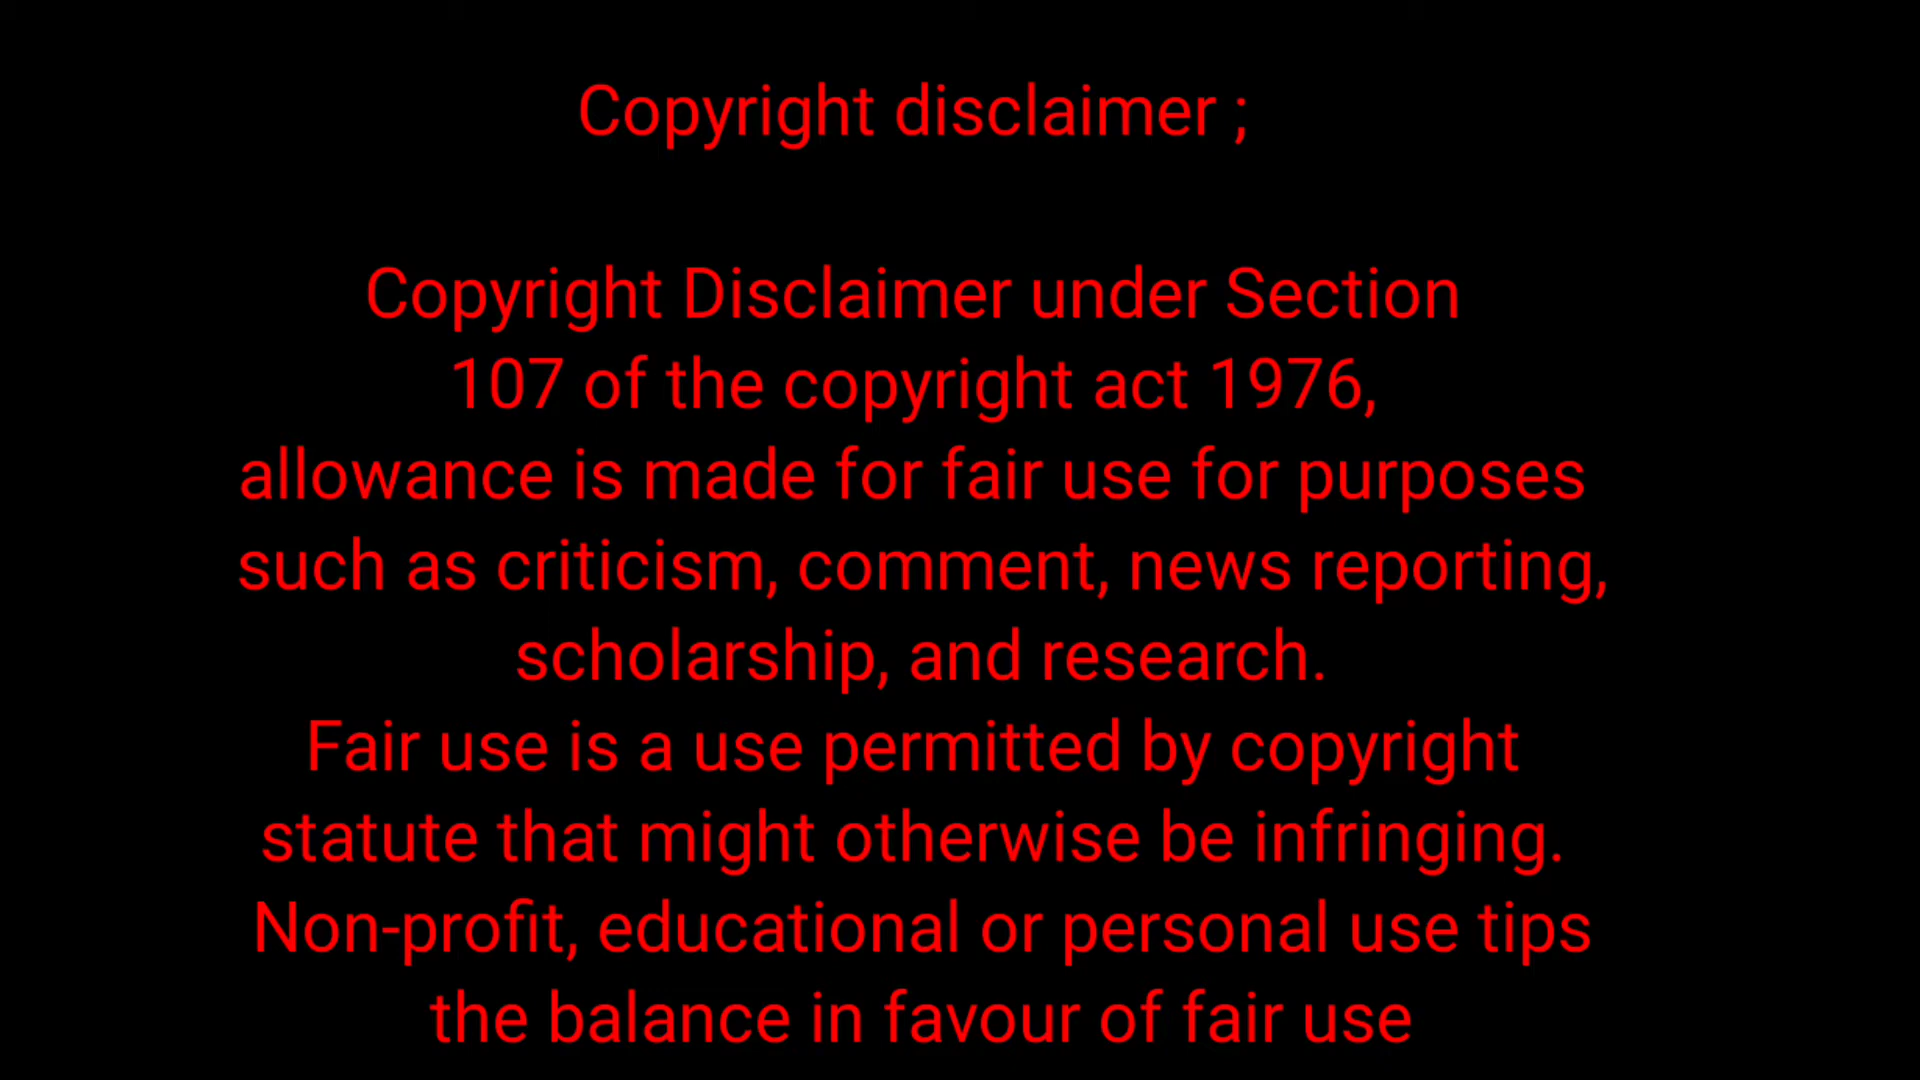 Copyright disclaimer ;
Copyright Disclaimer under Section
107 of the copyright act 1976,
allowance is made for fair use for purposes
such as criticism, comment, news reporting,
scholarship, and research.
Fair use is a use permitted by copyright
statute that might otherwise be infringing.
Non-profit, educational or personal use tips
the balance in favour of fair use